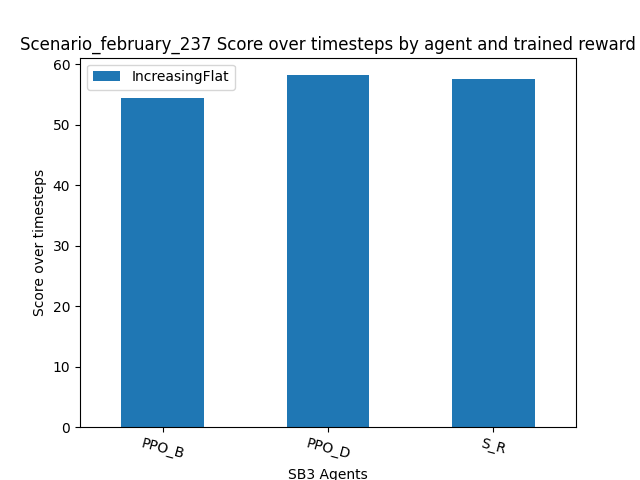 Scenario_february_237 Score over timesteps by agent and trained reward
IncreasingFlat
Score over timesteps
60
50
40
30
20
10
0
PPO_B
PPO_D
S_R
SB3 Agents